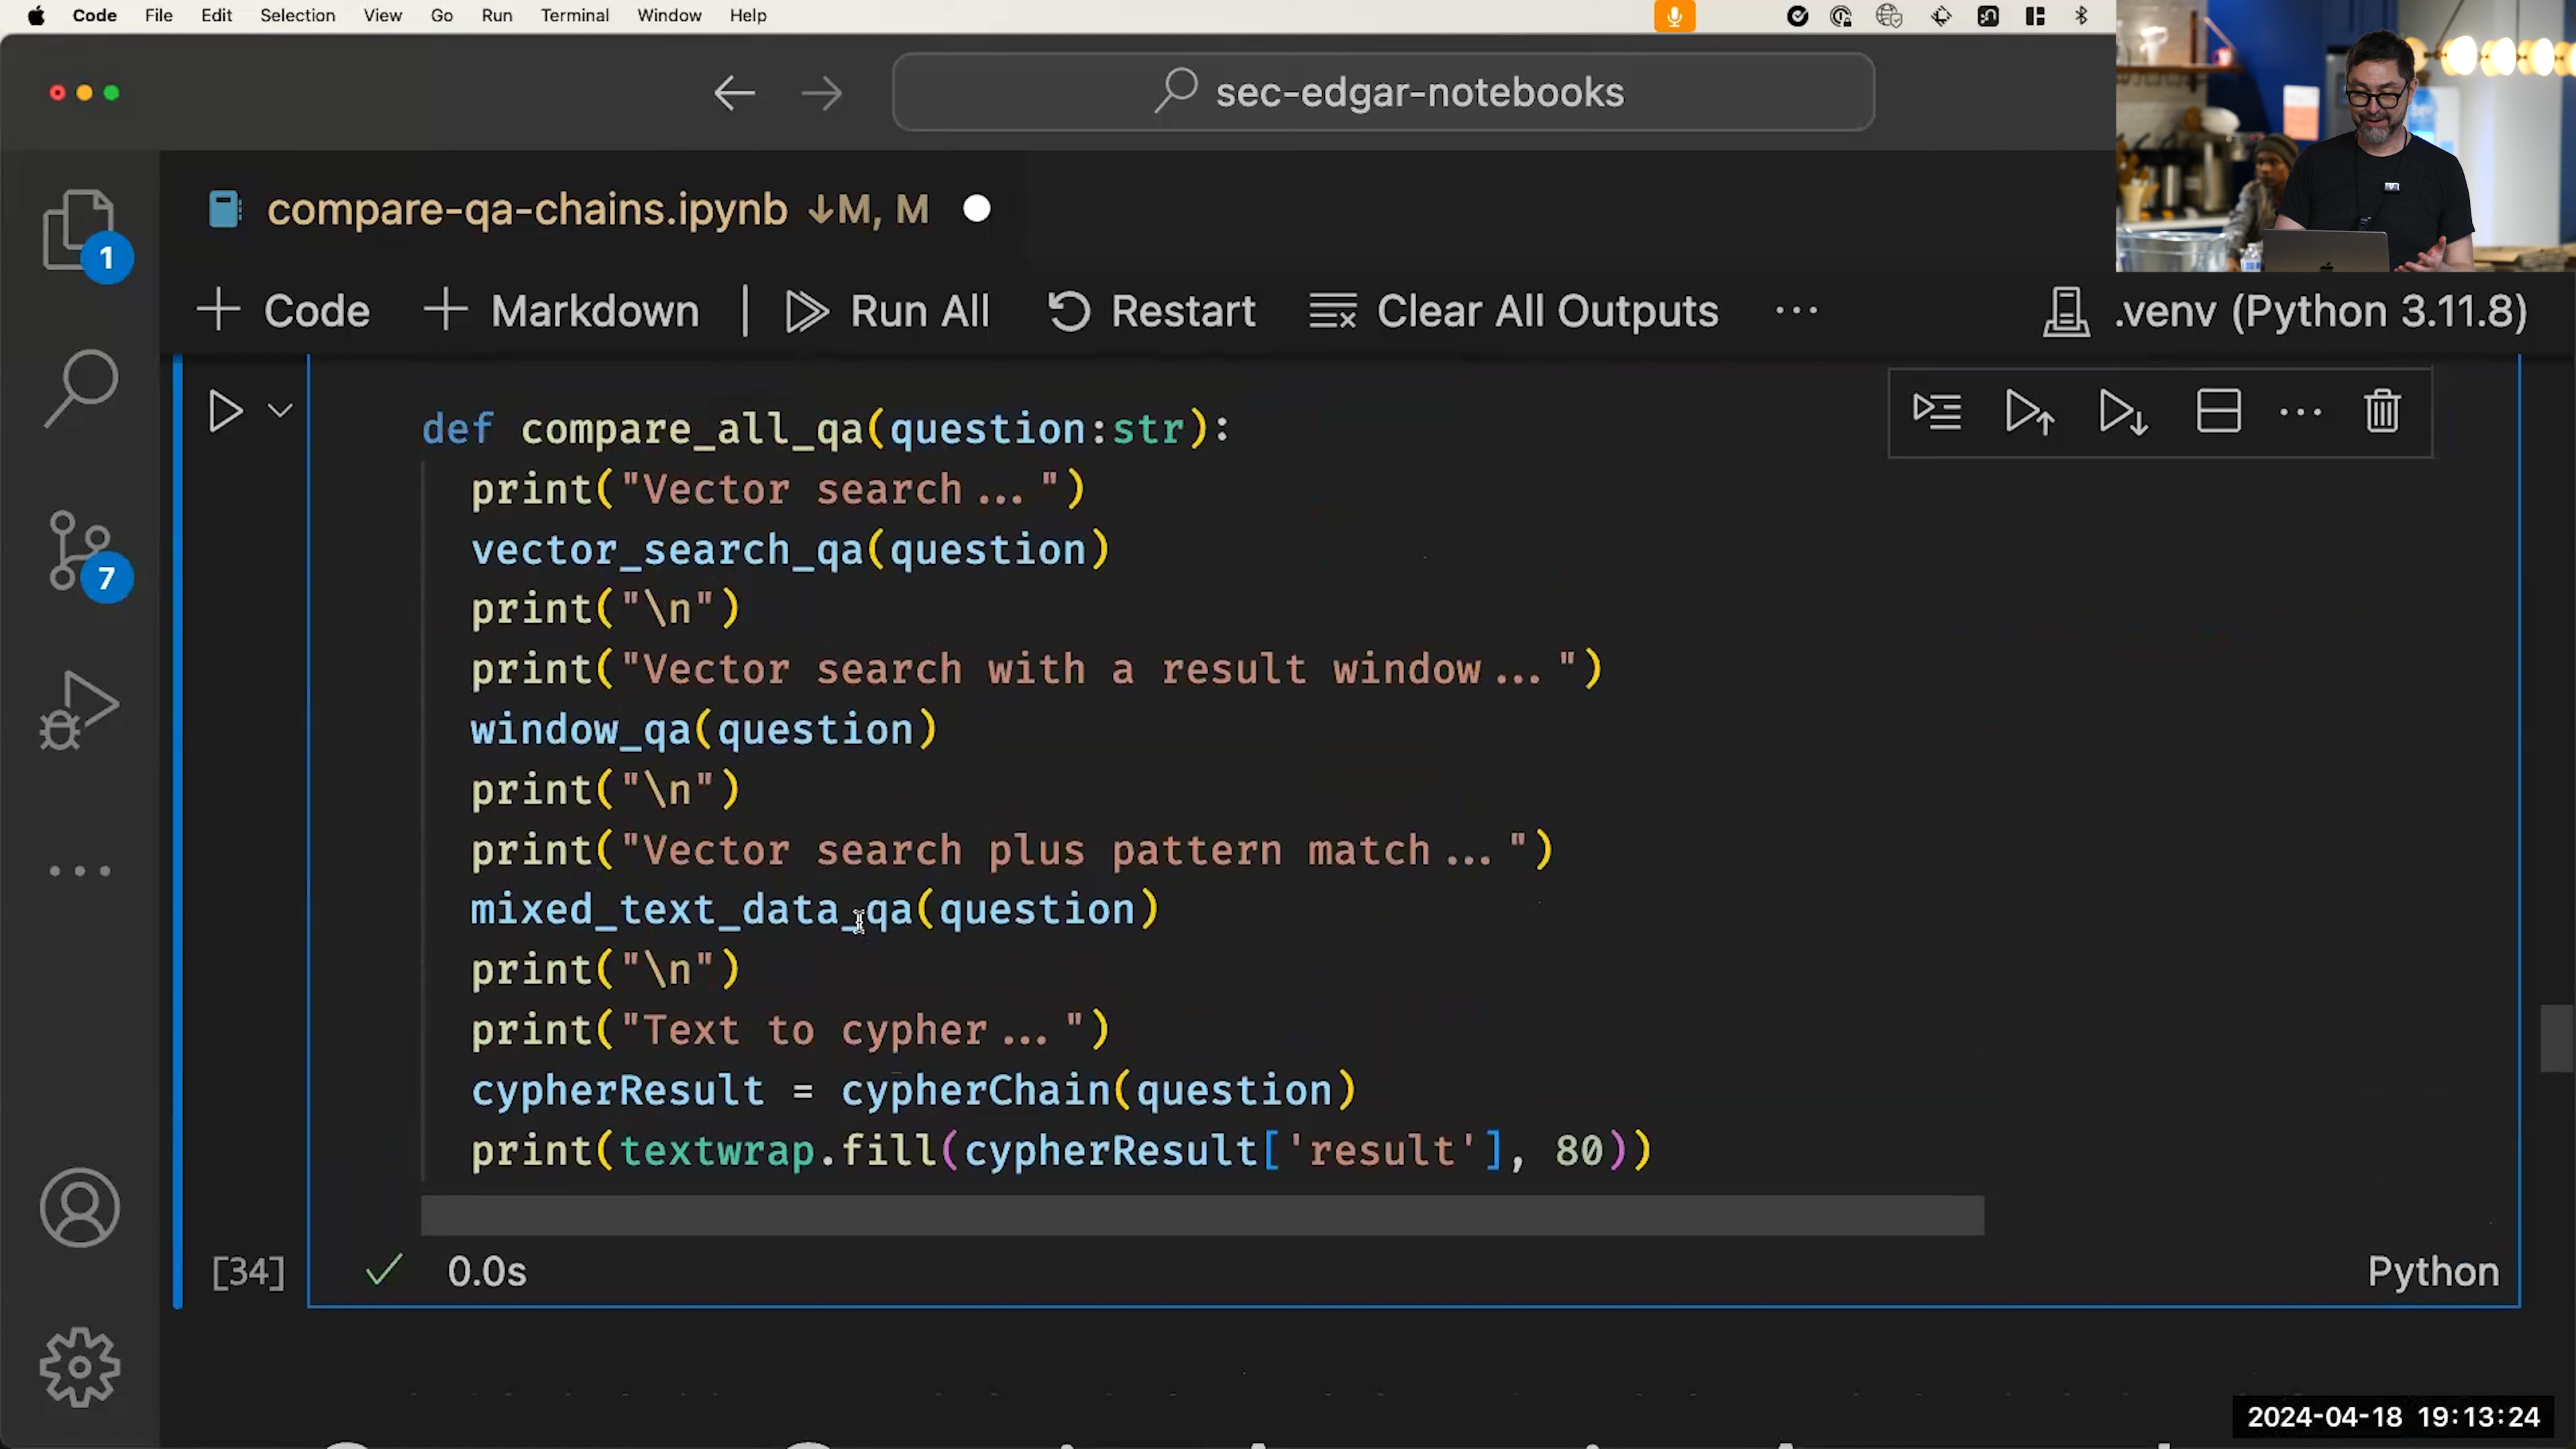 Code File Edit Selection View Go Run Terminal Window Help
sec-edgar-notebooks
compare-qa-chains.ipynb ↓M, M
1
+ Code + Markdown | Run All Restart Clear All Outputs ... .venv (Python 3.11.8)
def compare_all_qa(question:str):
print("Vector search...")
vector_search_qa(question)
print("\n")
7
print("Vector search with a result window...")
window_qa(question)
print("\n")
print("Vector search plus pattern match...")
mixed_text_data_qa(question)
print("\n")
print("Text to cypher...")
cypherResult = cypherChain(question)
print(textwrap.fill(cypherResult['result'], 80))
[34] 0.0s Python
2024-04-18 19:13:24